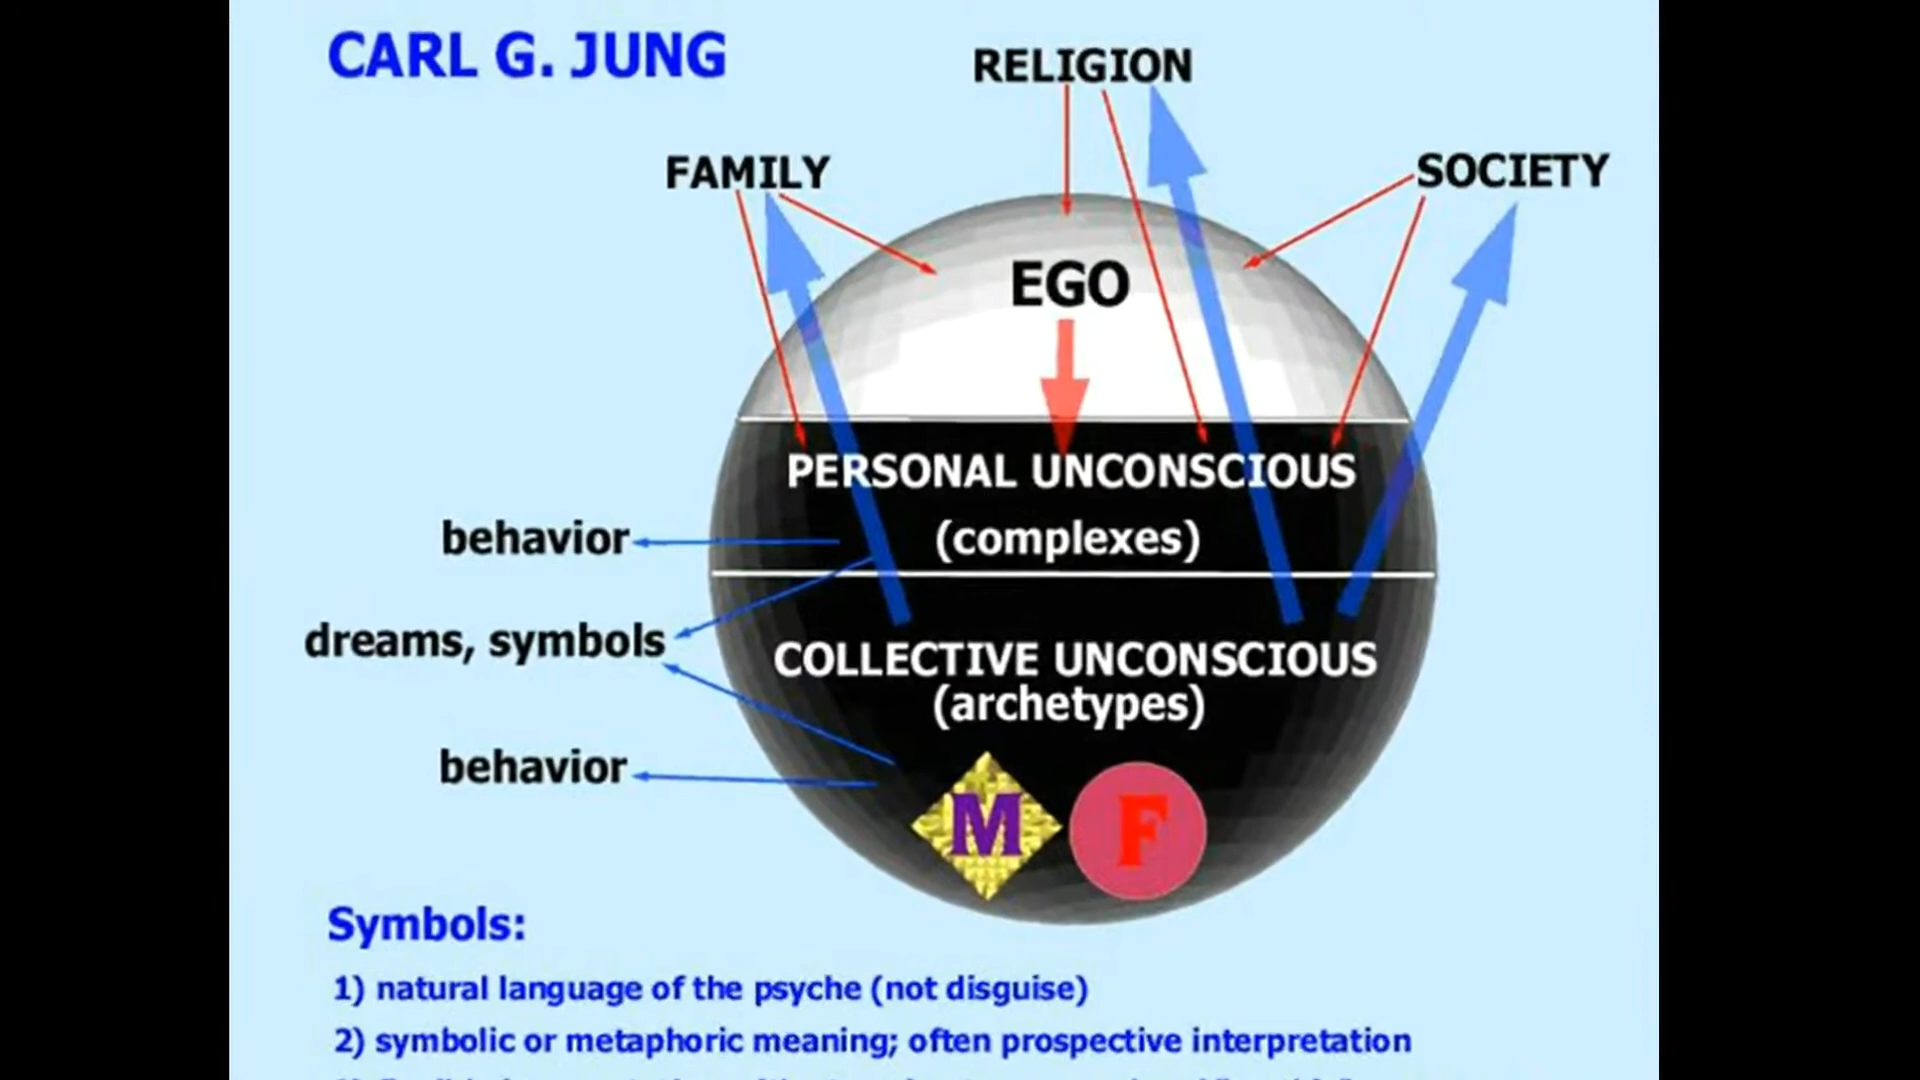 CARL G. JUNG
RELIGION
FAMILY
SOCIETY
EGO
PERSONAL UNCONSCIOUS
(complexes)
behavior
dreams, symbols
COLLECTIVE UNCONSCIOUS
(archetypes)
behavior
M
F
Symbols:
1) natural language of the psyche (not disguise)
2) symbolic or metaphoric meaning; often prospective interpretation